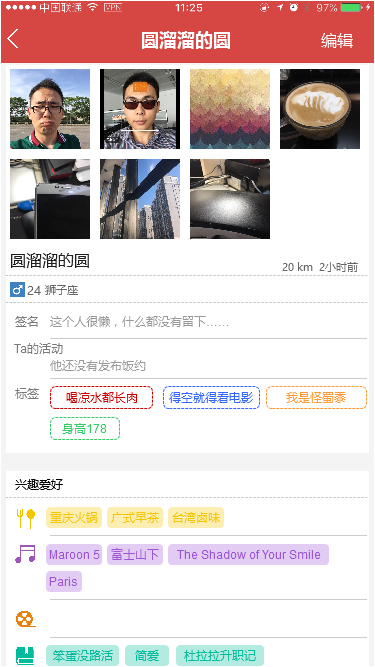 中国联通 VPN 11:25 97%
圆溜溜的圆 编辑
圆溜溜的圆
20 km 2小时前
24 狮子座
签名 这个人很懒，什么都没有留下……
Ta的活动
他还没有发布饭约
标签 喝凉水都长肉 得空就得看电影 我是怪蜀黍
身高178
兴趣爱好
重庆火锅 广式早茶 台湾卤味
Maroon 5 富士山下 The Shadow of Your Smile
Paris
笨蛋没路活 简爱 杜拉拉升职记